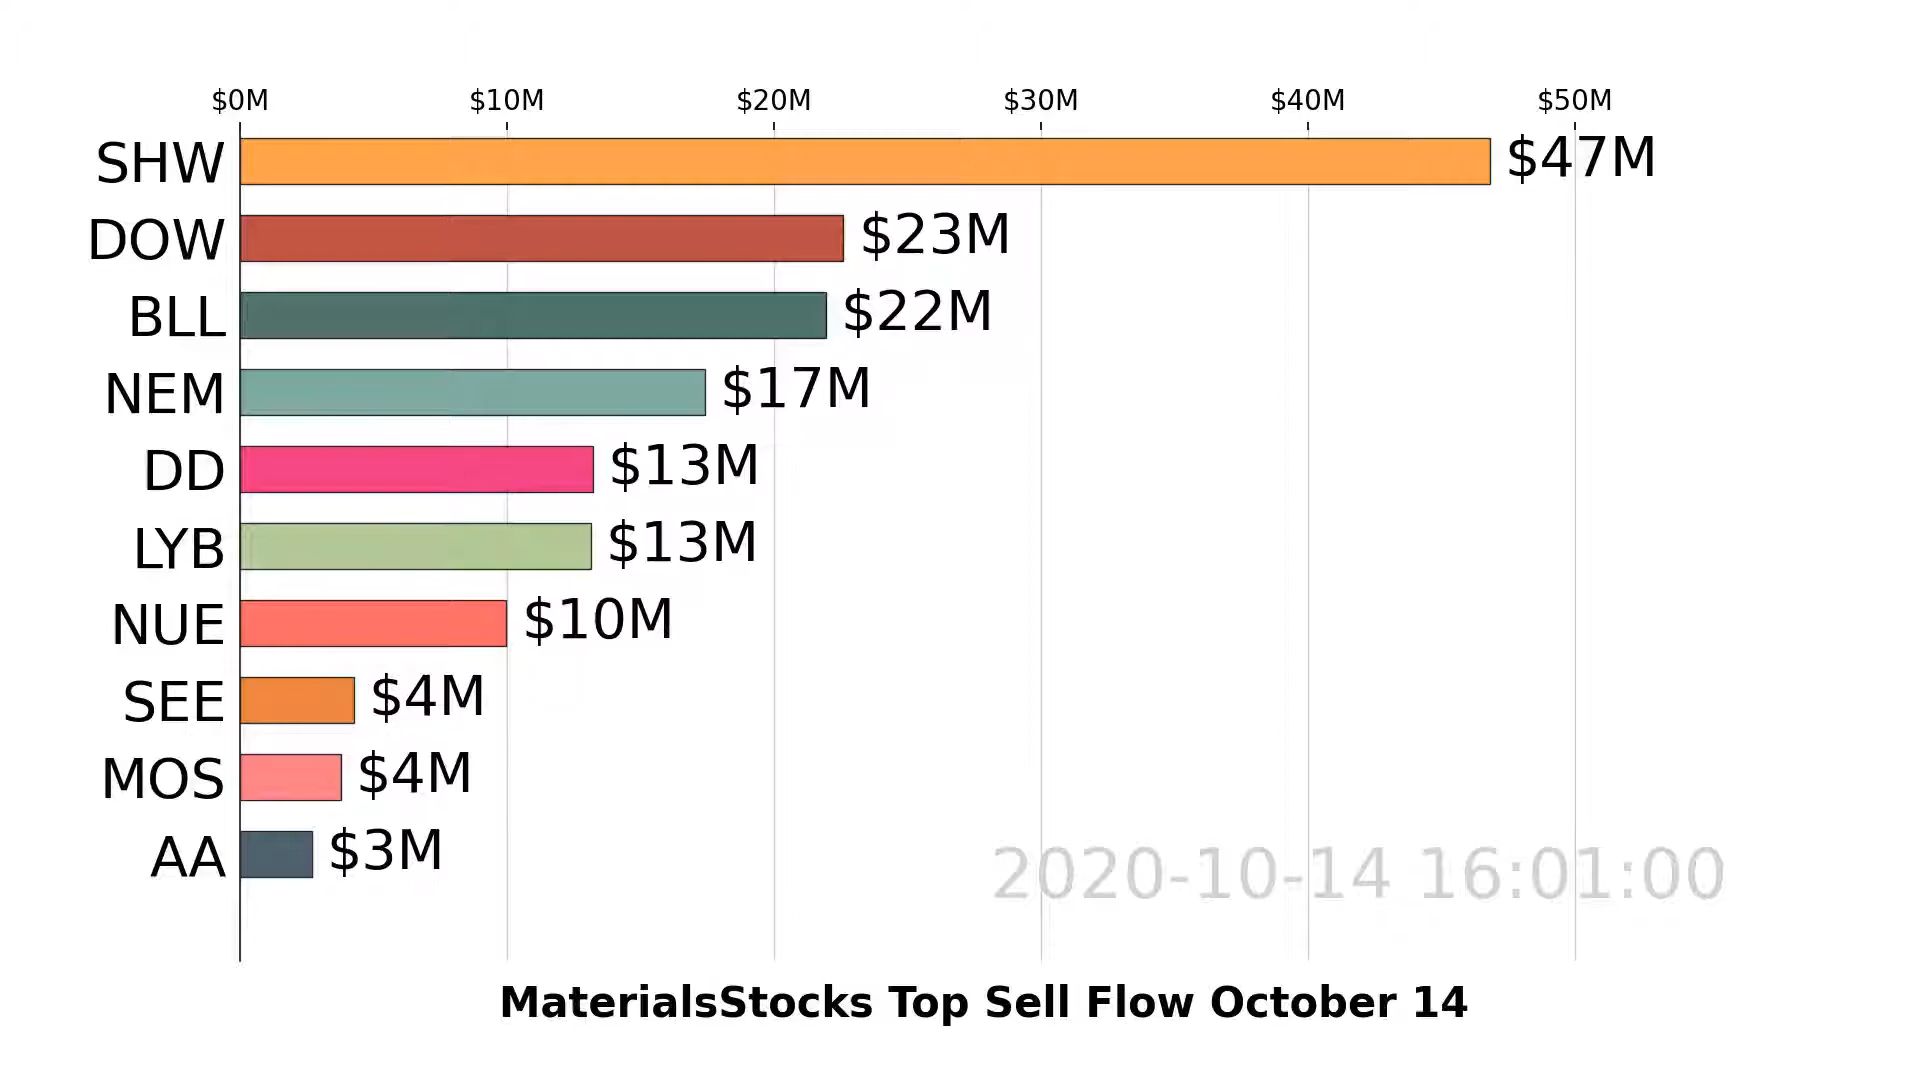 $0M $10M $20M $30M $40M $50M
SHW $47M
DOW $23M
BLL $22M
NEM $17M
DD $13M
LYB $13M
NUE $10M
SEE $4M
MOS $4M
AA $3M
2020-10-14 16:01:00
MaterialsStocks Top Sell Flow October 14